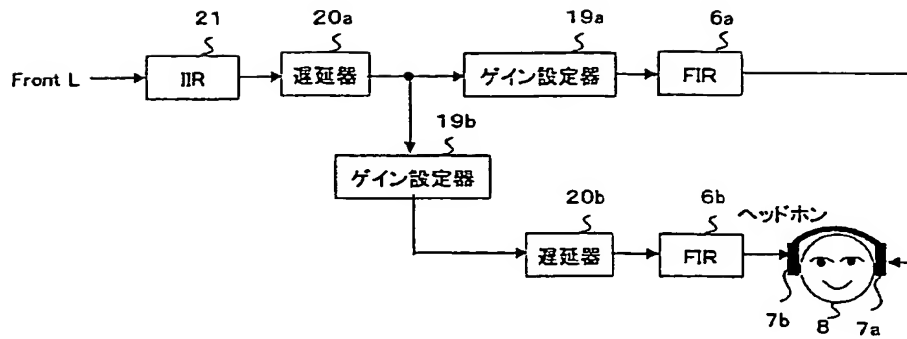 21
20a
19a
6a
Front L
IIR
遅延器
ゲイン設定器
FIR
19b
ゲイン設定器
20b
6b
ヘッドホン
遅延器
FIR
7b
8
7a